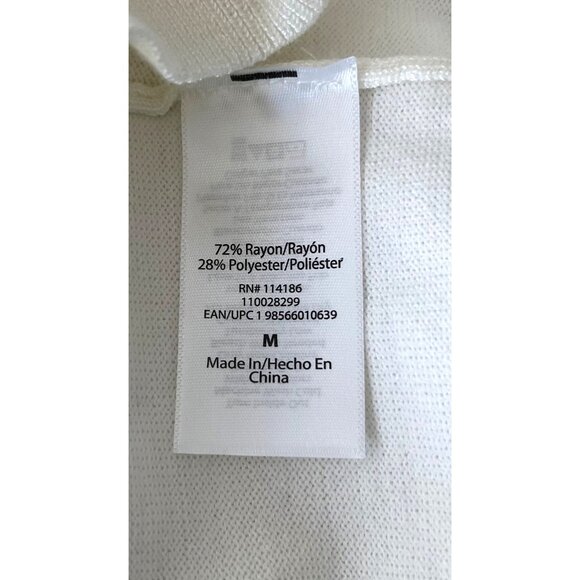 72% Rayon/Rayón
28% Polyester/Poliéster
RN# 114186
110028299
EAN/UPC 1 98566010639
M
Made In/Hecho En
China